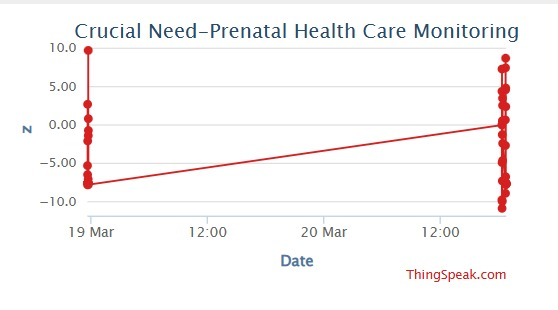 Crucial Need-Prenatal Health Care Monitoring
10.0
5.00
0.00
-5.00
-10.0
z
19 Mar 12:00 20 Mar 12:00
Date
ThingSpeak.com